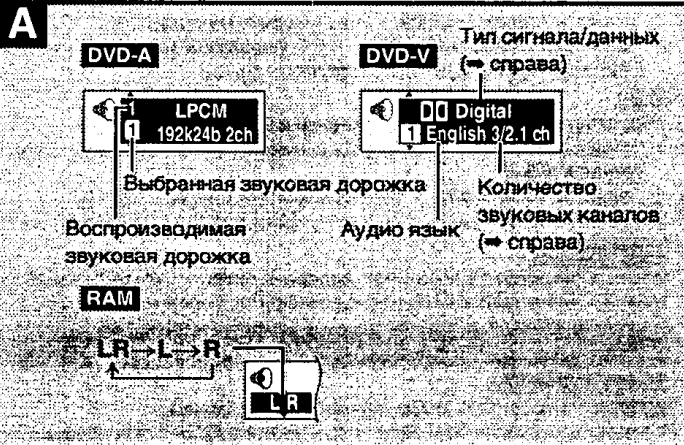 A
DVD-A
1 LPCM
1 192k24b 2ch
Выбранная звуковая дорожка
Воспроизводимая
звуковая дорожка
DVD-V
Тип сигнала/данных
(➡ справа)
DD Digital
1 English 3/2.1 ch
Аудио язык
Количество
звуковых каналов
(➡ справа)
RAM
LR→L→R
L R